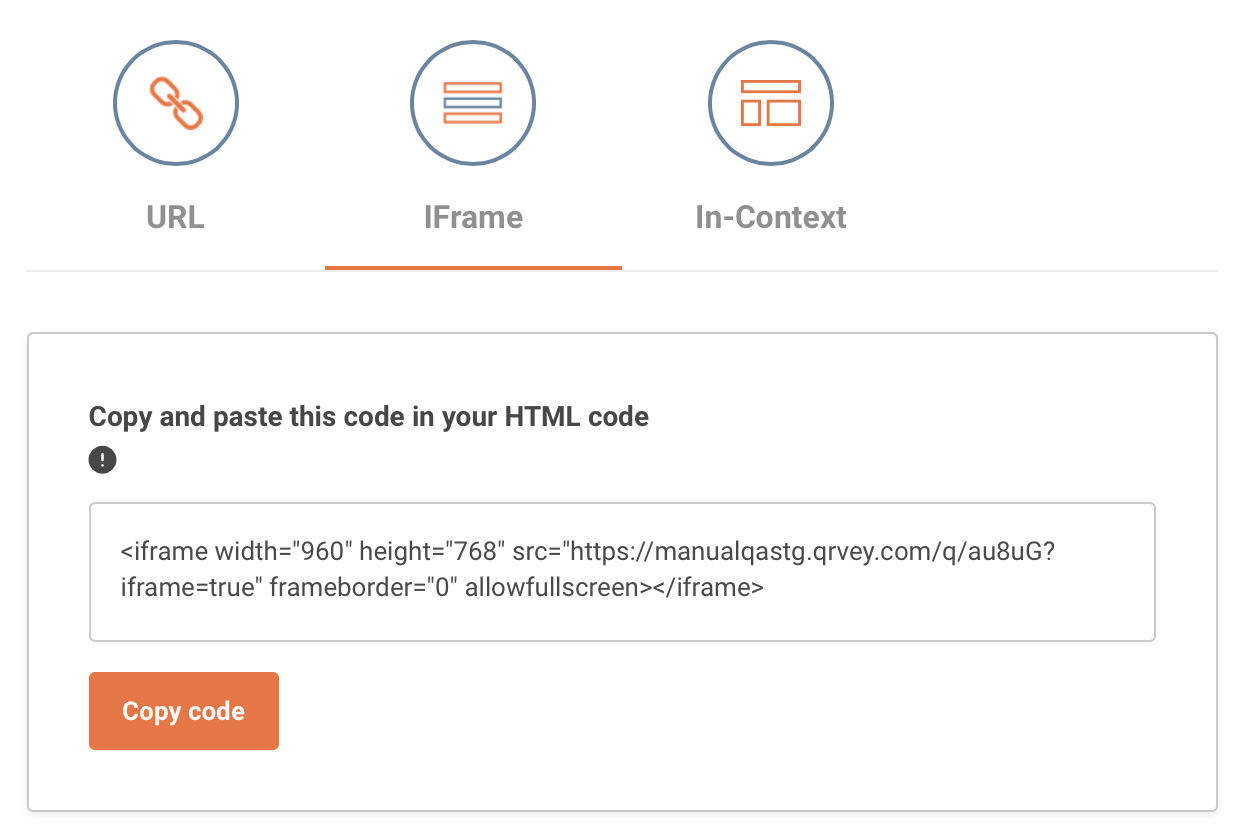 URL
IFrame
In-Context
Copy and paste this code in your HTML code
<iframe width="960" height="768" src="https://manualqastg.qrvey.com/q/au8uG?
iframe=true" frameborder="0" allowfullscreen></iframe>
Copy code